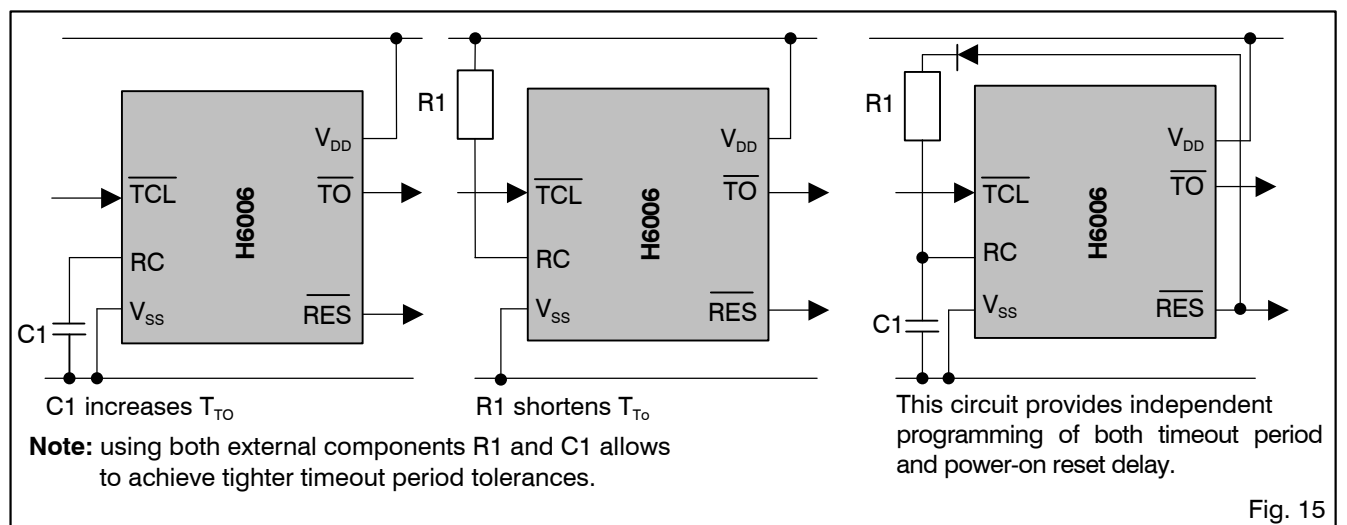 V_DD
TCL
TO
H6006
RC
V_SS
RES
C1
C1 increases T_TO
R1
V_DD
TCL
TO
H6006
RC
V_SS
RES
R1 shortens T_To
R1
V_DD
TCL
TO
H6006
RC
V_SS
RES
C1
This circuit provides independent
programming of both timeout period
and power-on reset delay.
Note: using both external components R1 and C1 allows
to achieve tighter timeout period tolerances.
Fig. 15